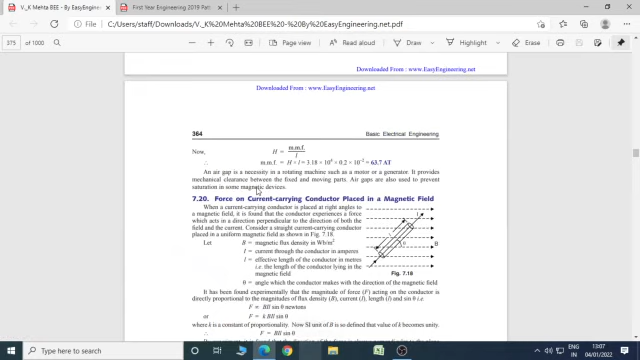 V._K Mehta BEE -- By EasyEngine
First Year Engineering 2019 Pat
C:/Users/staff/Downloads/V._K%20Mehta%20BEE%20-%20By%20EasyEngineering.net.pdf
375 of 1000
Page view
Read aloud
Draw
Highlight
Erase
Downloaded From : www.EasyEngineering.net
Downloaded From : www.EasyEngineering.net
364 Basic Electrical Engineering
Now, H = m.m.f. / l
∴ m.m.f. = H × l = 3·18 × 10⁴ × 0·2 × 10⁻² = 63.7 AT
An air gap is a necessity in a rotating machine such as a motor or a generator. It provides
mechanical clearance between the fixed and moving parts. Air gaps are also used to prevent
saturation in some magnetic devices.
7.20. Force on Current-carrying Conductor Placed in a Magnetic Field
When a current-carrying conductor is placed at right angles to
a magnetic field, it is found that the conductor experiences a force
which acts in a direction perpendicular to the direction of both
the field and the current. Consider a straight current-carrying conductor
placed in a uniform magnetic field as shown in Fig. 7.18.
Let B = magnetic flux density in Wb/m²
I = current through the conductor in amperes
l = effective length of the conductor in metres
i.e. the length of the conductor lying in the
magnetic field
θ = angle which the conductor makes with the direction of the magnetic field
I
θ
B
Fig. 7.18
It has been found experimentally that the magnitude of force (F) acting on the conductor is
directly proportional to the magnitudes of flux density (B), current (I), length (l) and sin θ i.e.
F ∝ BIl sin θ newtons
or F = k BIl sin θ
where k is a constant of proportionality. Now SI unit of B is so defined that value of k becomes unity.
∴ F = BIl sin θ
ENG
IN
13:07
04/01/2022